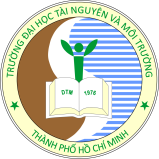 TRƯỜNG ĐẠI HỌC TÀI NGUYÊN VÀ MÔI TRƯỜNG
DTM 1976
THÀNH PHỐ HỒ CHÍ MINH